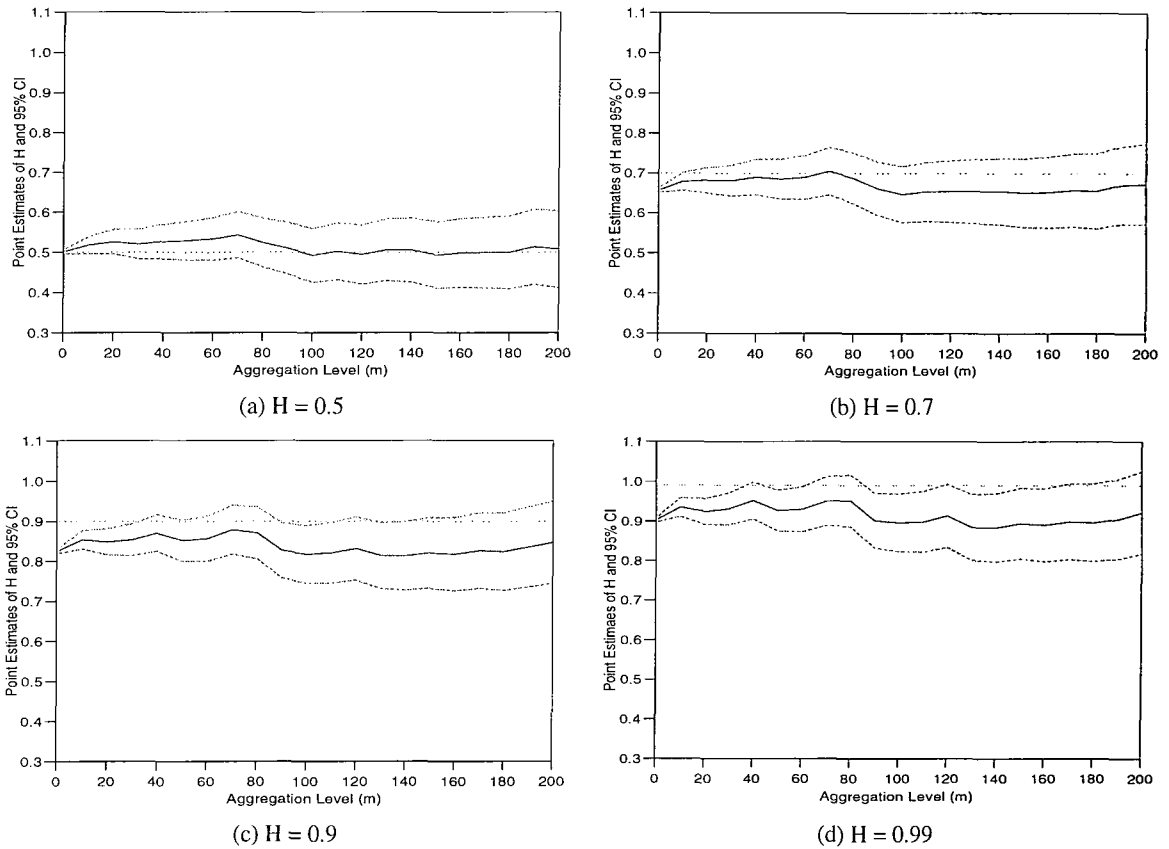 1.1
1.0
0.9
0.8
0.7
0.6
0.5
0.4
0.3
Point Estimates of H and 95% CI
0 20 40 60 80 100 120 140 160 180 200
Aggregation Level (m)
(a) H = 0.5
1.1
1.0
0.9
0.8
0.7
0.6
0.5
0.4
0.3
Point Estimates of H and 95% CI
0 20 40 60 80 100 120 140 160 180 200
Aggregation Level (m)
(b) H = 0.7
1.1
1.0
0.9
0.8
0.7
0.6
0.5
0.4
0.3
Point Estimates of H and 95% CI
0 20 40 60 80 100 120 140 160 180 200
Aggregation Level (m)
(c) H = 0.9
1.1
1.0
0.9
0.8
0.7
0.6
0.5
0.4
0.3
Point Estimaes of H and 95% CI
0 20 40 60 80 100 120 140 160 180 200
Aggregation Level (m)
(d) H = 0.99